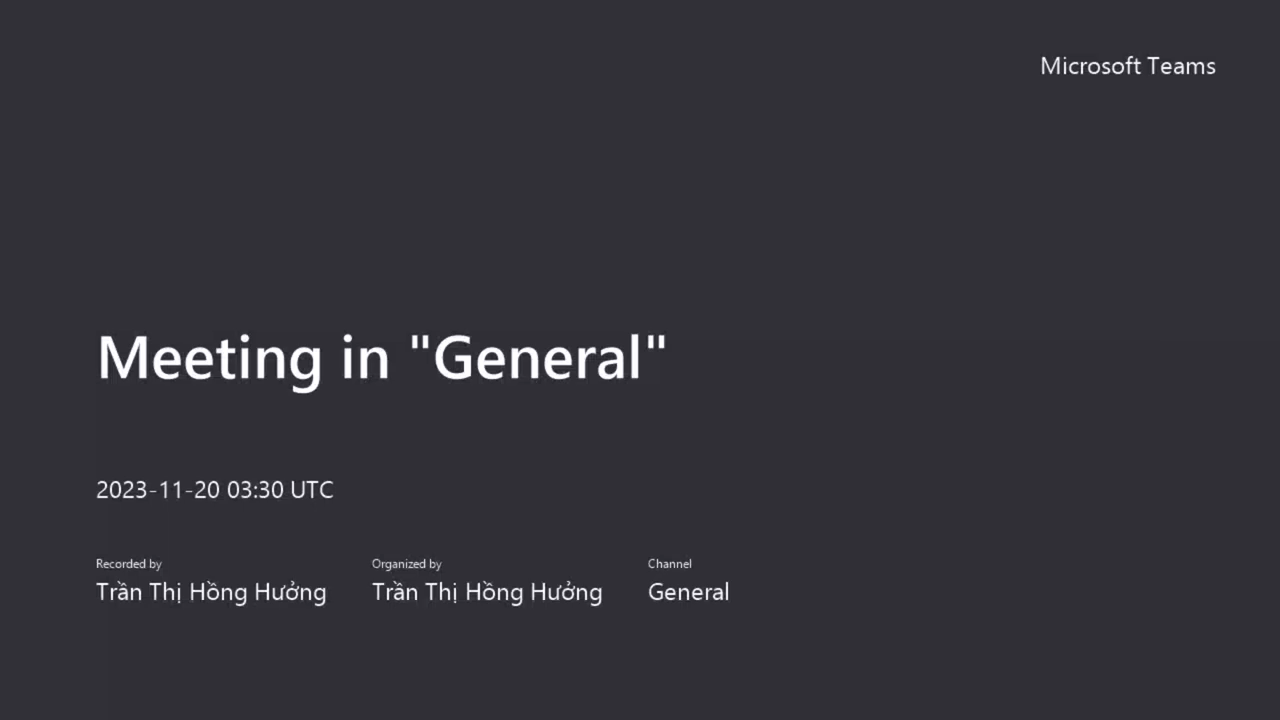 Microsoft Teams
Meeting in "General"
2023-11-20 03:30 UTC
Recorded by
Trần Thị Hồng Hưởng
Organized by
Trần Thị Hồng Hưởng
Channel
General